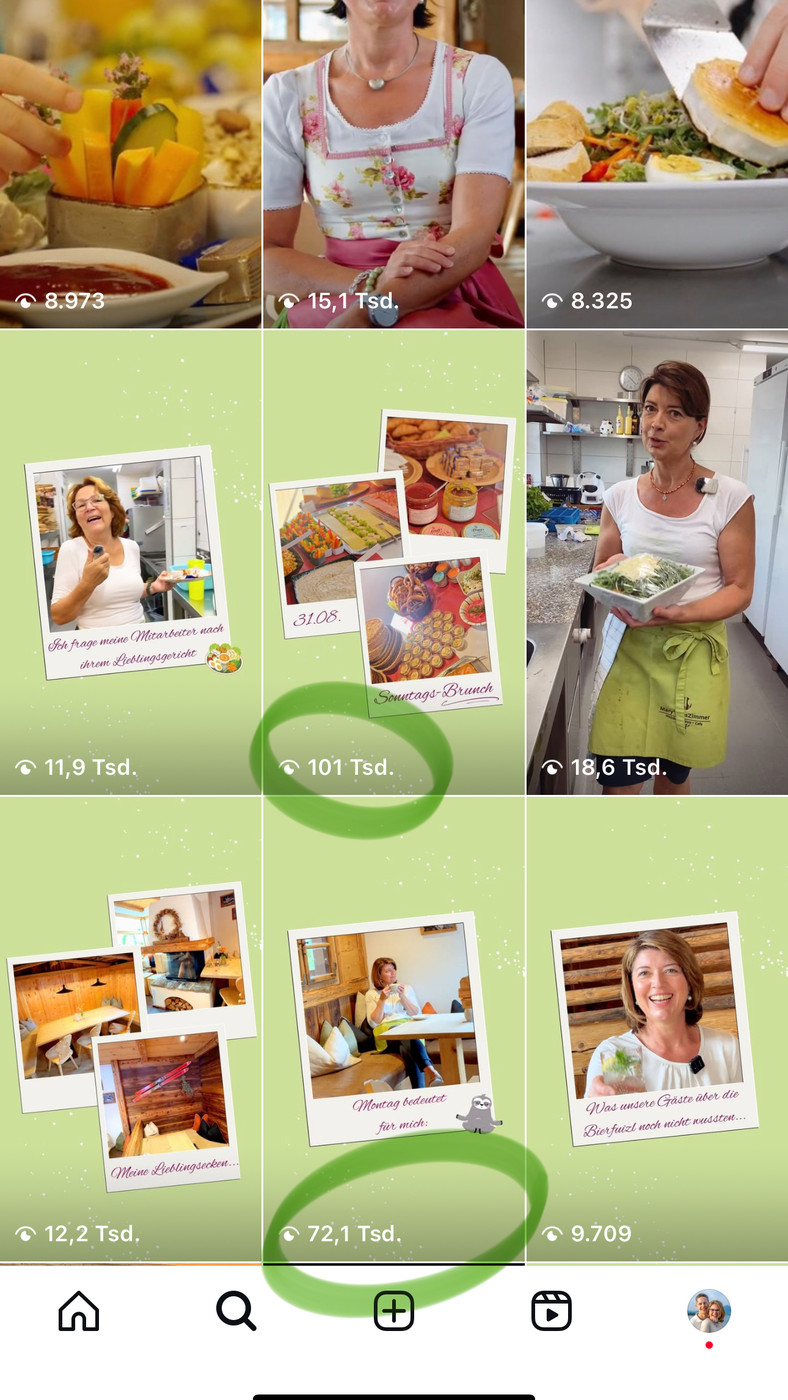 8.973
15,1 Tsd.
8.325
Ich frage meine Mitarbeiter nach
ihrem Lieblingsgericht
11,9 Tsd.
31.08.
Sonntags-Brunch
101 Tsd.
18,6 Tsd.
Meine Lieblingsecken...
12,2 Tsd.
Montag bedeutet
für mich:
72,1 Tsd.
Was unsere Gäste über die
Bierfuizl noch nicht wussten...
9.709